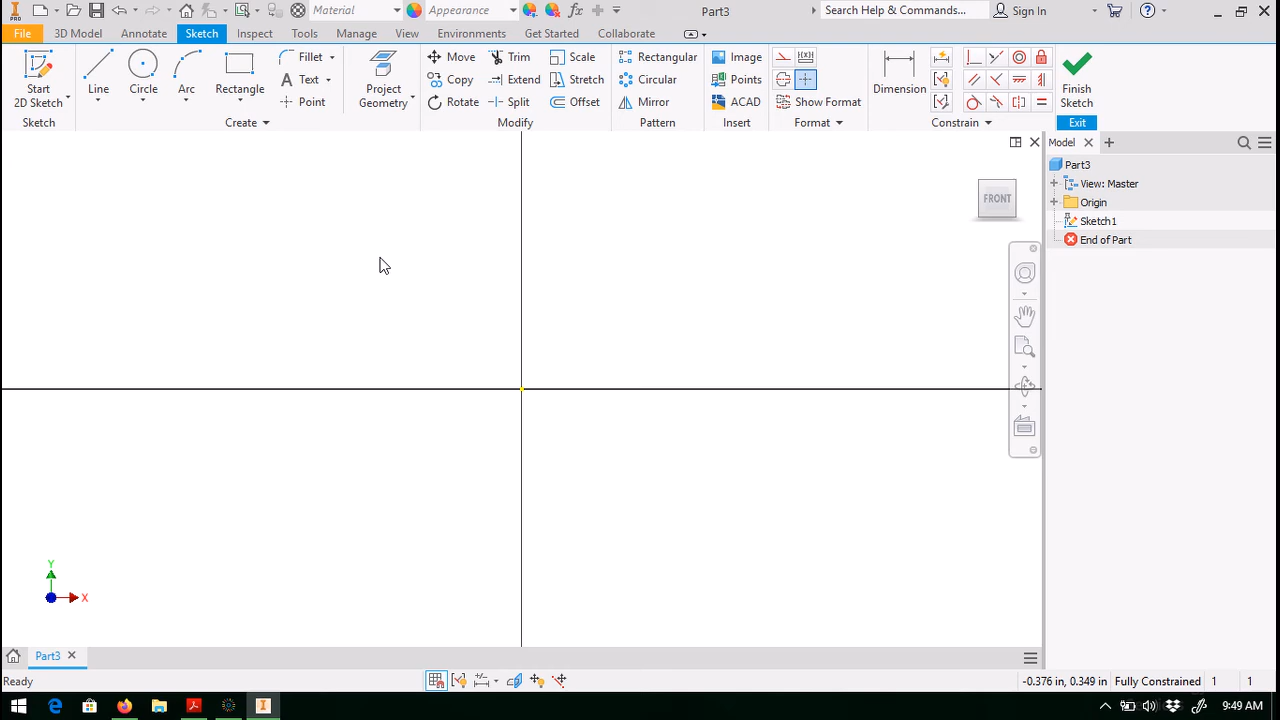 Material
Appearance
fx
Part3
Search Help & Commands...
Sign In
PRO
File
3D Model
Annotate
Sketch
Inspect
Tools
Manage
View
Environments
Get Started
Collaborate
Start
2D Sketch
Line
Circle
Arc
Rectangle
Fillet
Text
Point
Project
Geometry
Move
Copy
Rotate
Trim
Extend
Split
Scale
Stretch
Offset
Rectangular
Circular
Mirror
Image
Points
ACAD
Show Format
Dimension
Finish
Sketch
Sketch
Create
Modify
Pattern
Insert
Format
Constrain
Exit
Model
Part3
View: Master
Origin
Sketch1
End of Part
FRONT
Y
X
Part3
Ready
-0.376 in, 0.349 in
Fully Constrained
1
1
9:49 AM